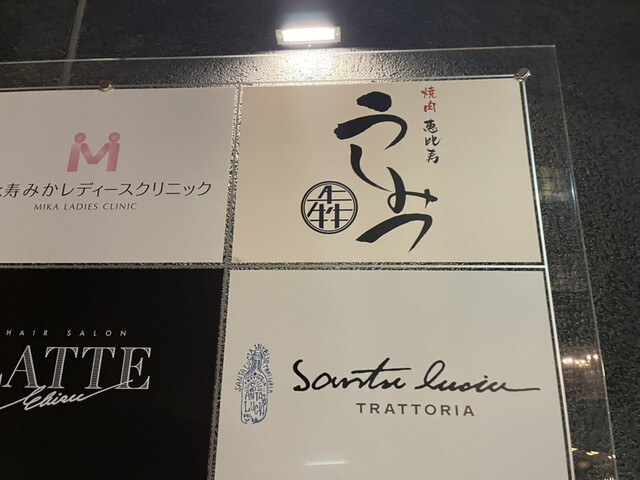 寿みかレディースクリニック
MIKA LADIES CLINIC
焼肉 恵比寿
うしみつ
HAIR SALON
LATTE
Ebisu
Santa Lucia
TRATTORIA